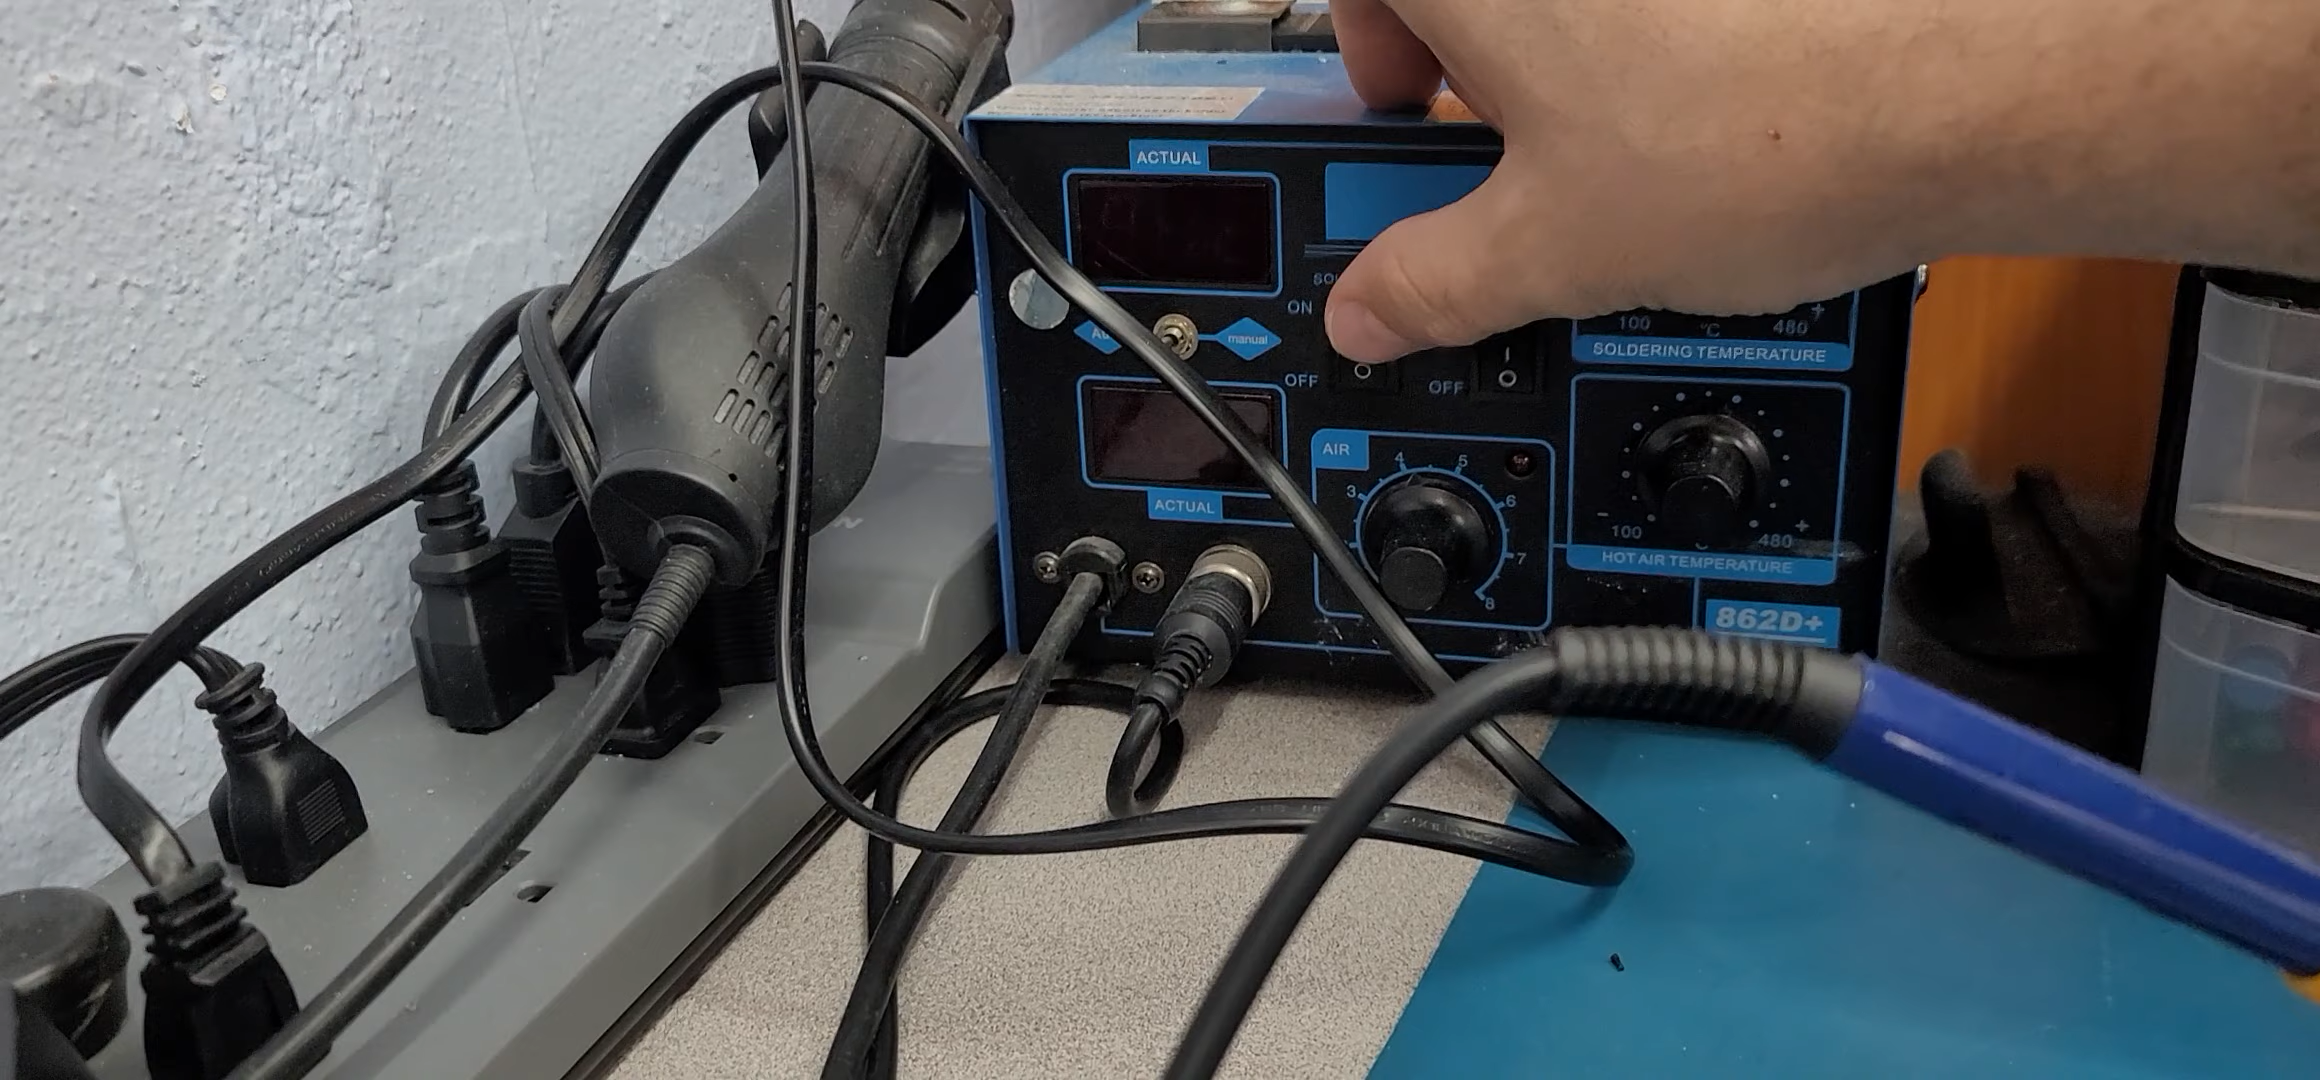 ACTUAL
ON
manual
OFF
OFF
ACTUAL
AIR
3
4
5
6
7
8
100 °C 480
+
SOLDERING TEMPERATURE
-
+
100
480
HOT AIR TEMPERATURE
862D+